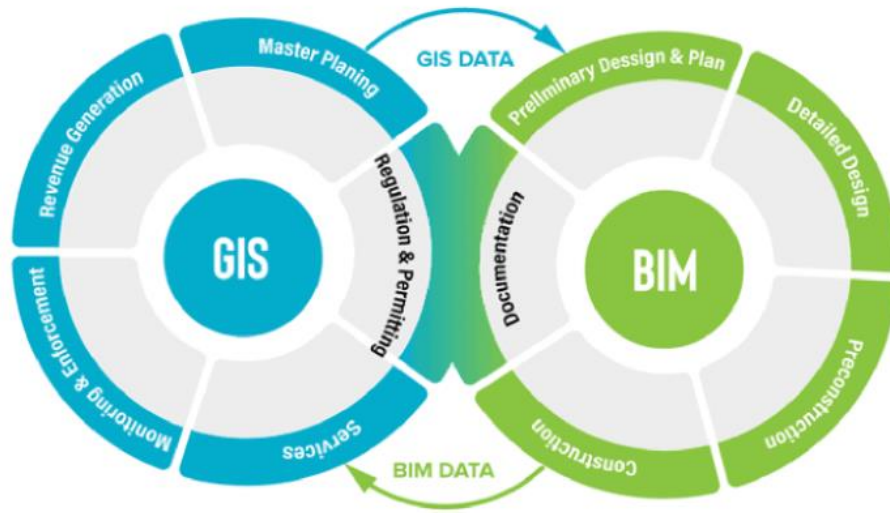 Master Planing
GIS DATA
Prellminary Dessign & Plan
Revenue Generation
Detailed Design
Regulation & Permitting
Documentation
GIS
BIM
Monitoring & Enforcement
Services
Construction
Preconstruction
BIM DATA